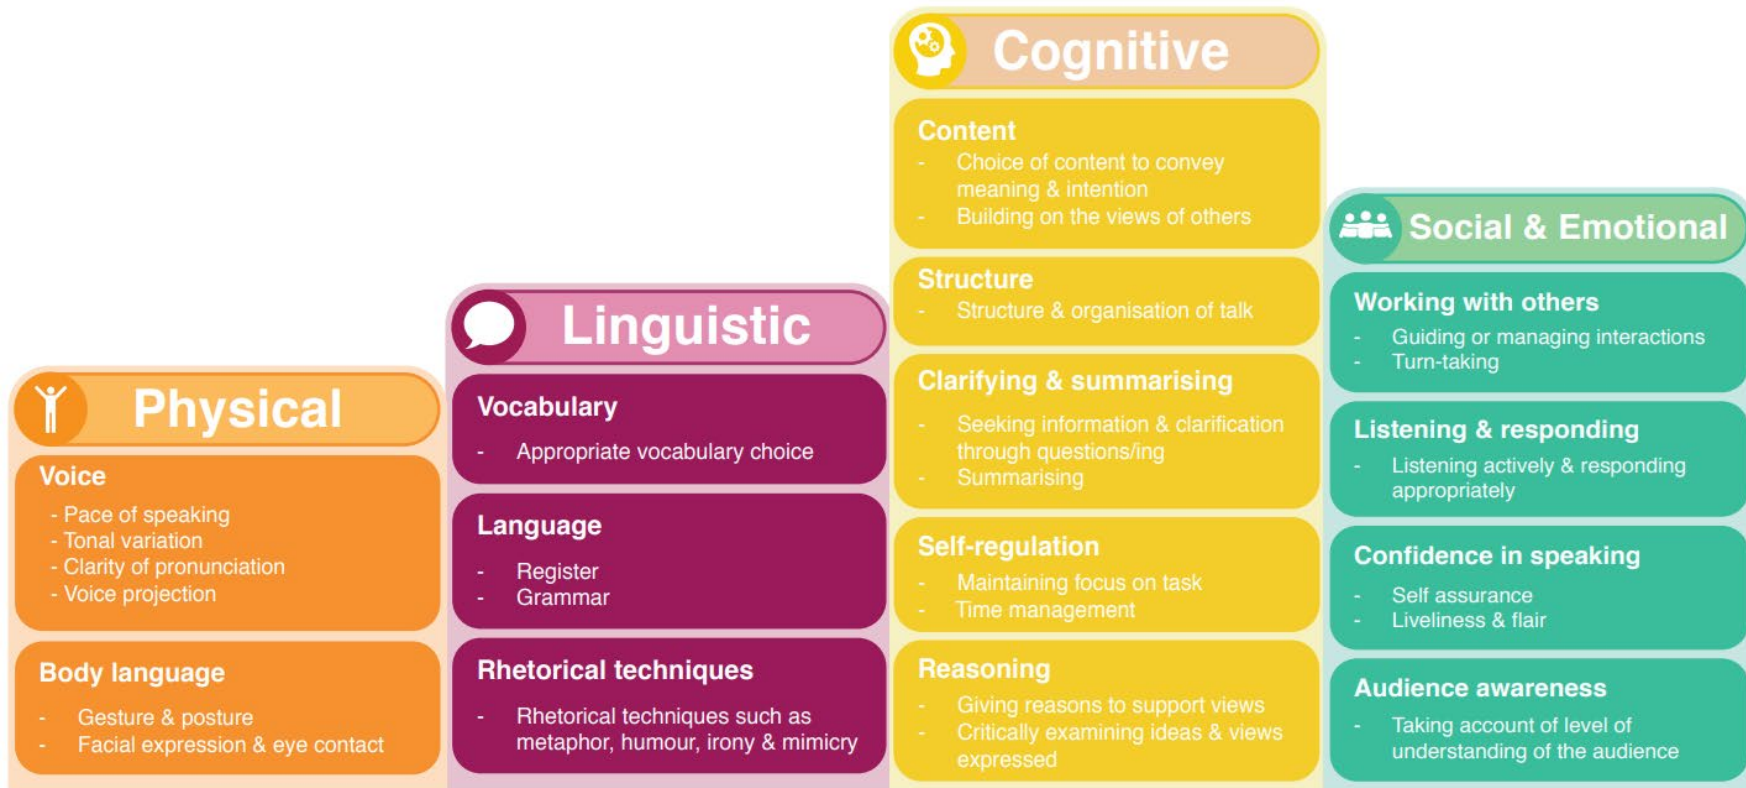 Physical
Voice
- Pace of speaking
- Tonal variation
- Clarity of pronunciation
- Voice projection
Body language
- Gesture & posture
- Facial expression & eye contact
Linguistic
Vocabulary
- Appropriate vocabulary choice
Language
- Register
- Grammar
Rhetorical techniques
- Rhetorical techniques such as
metaphor, humour, irony & mimicry
Cognitive
Content
- Choice of content to convey
meaning & intention
- Building on the views of others
Structure
- Structure & organisation of talk
Clarifying & summarising
- Seeking information & clarification
through questions/ing
- Summarising
Self-regulation
- Maintaining focus on task
- Time management
Reasoning
- Giving reasons to support views
- Critically examining ideas & views
expressed
Social & Emotional
Working with others
- Guiding or managing interactions
- Turn-taking
Listening & responding
- Listening actively & responding
appropriately
Confidence in speaking
- Self assurance
- Liveliness & flair
Audience awareness
- Taking account of level of
understanding of the audience